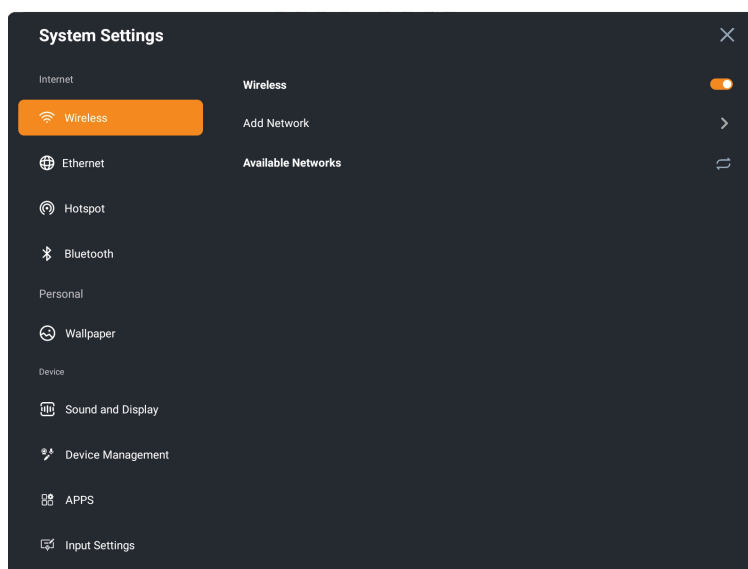 System Settings
Internet
Wireless
Ethernet
Hotspot
Bluetooth
Personal
Wallpaper
Device
Sound and Display
Device Management
APPS
Input Settings
Wireless
Add Network
Available Networks